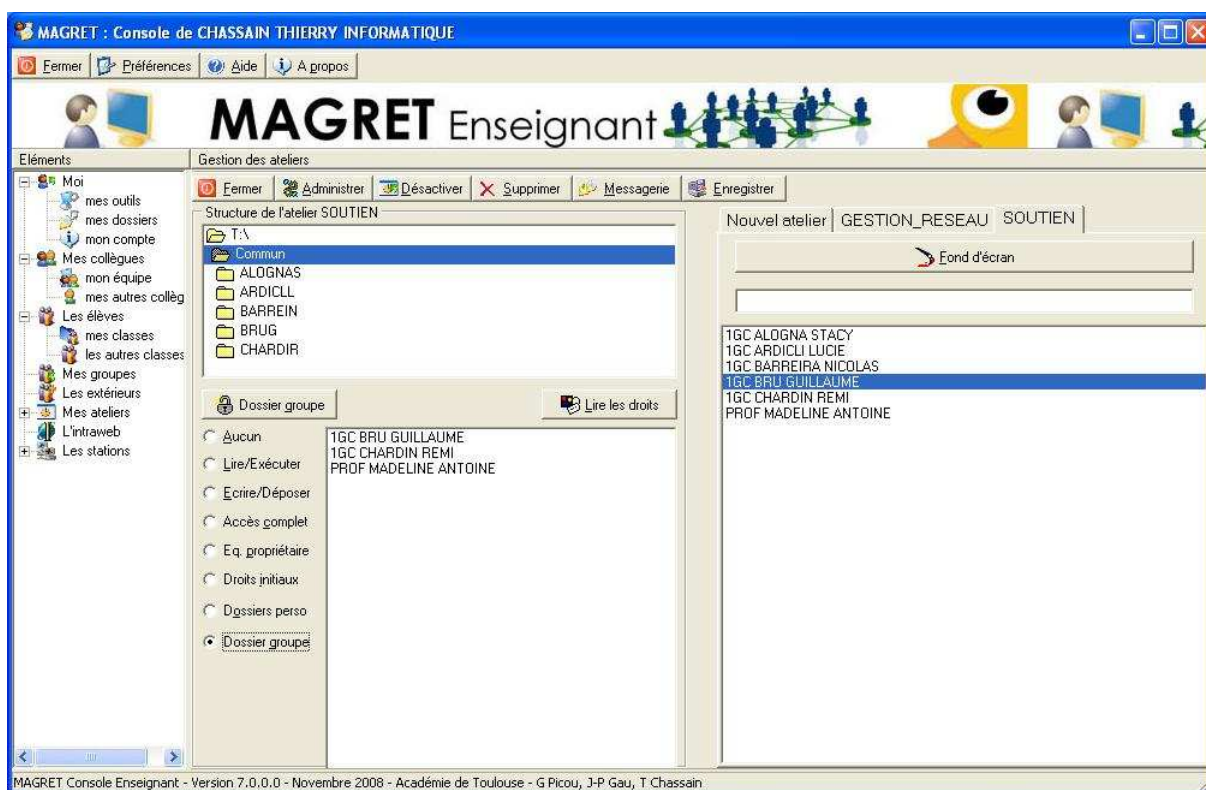 MAGRET : Console de CHASSAIN THIERRY INFORMATIQUE
Fermer Préférences Aide A propos
MAGRET Enseignant
Eléments
Gestion des ateliers
Moi
mes outils
mes dossiers
mon compte
Mes collègues
mon équipe
mes autres collèg
Les élèves
mes classes
les autres classes
Mes groupes
Les extérieurs
Mes ateliers
L'intraweb
Les stations
Fermer Administrer Désactiver Supprimer Messagerie Enregistrer
Structure de l'atelier SOUTIEN
T:\
Commun
ALOGNAS
ARDICLL
BARREIN
BRUG
CHARDIR
Dossier groupe
Lire les droits
Aucun
Lire/Exécuter
Ecrire/Déposer
Accès complet
Eq. propriétaire
Droits initiaux
Dossiers perso
Dossier groupe
1GC BRU GUILLAUME
1GC CHARDIN REMI
PROF MADELINE ANTOINE
Nouvel atelier GESTION_RESEAU SOUTIEN
Fond d'écran
1GC ALOGNA STACY
1GC ARDICLI LUCIE
1GC BARREIRA NICOLAS
1GC BRU GUILLAUME
1GC CHARDIN REMI
PROF MADELINE ANTOINE
MAGRET Console Enseignant - Version 7.0.0.0 - Novembre 2008 - Académie de Toulouse - G Picou, J-P Gau, T Chassain